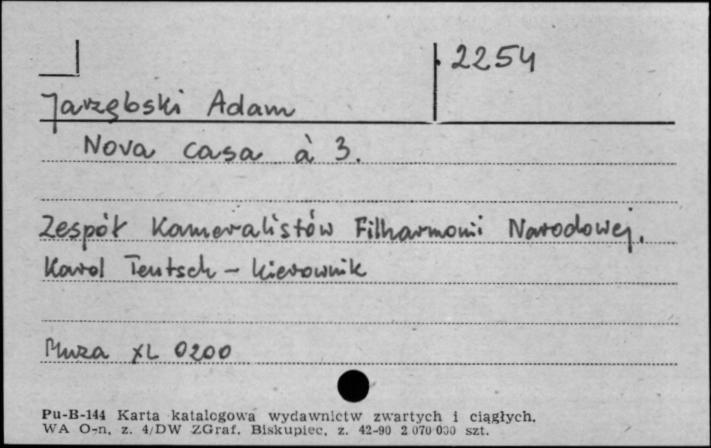 2254
Jarzębski Adam
Nova casa à 3.
Zespół Kameralistów Filharmonii Narodowej.
Karol Teutsch – kierownik
Muza XL 0200
Pu-B-144 Karta katalogowa wydawnictw zwartych i ciągłych.
WA O-n. z. 4/DW ZGraf. Biskupiec, z. 42-90 2 070 000 szt.